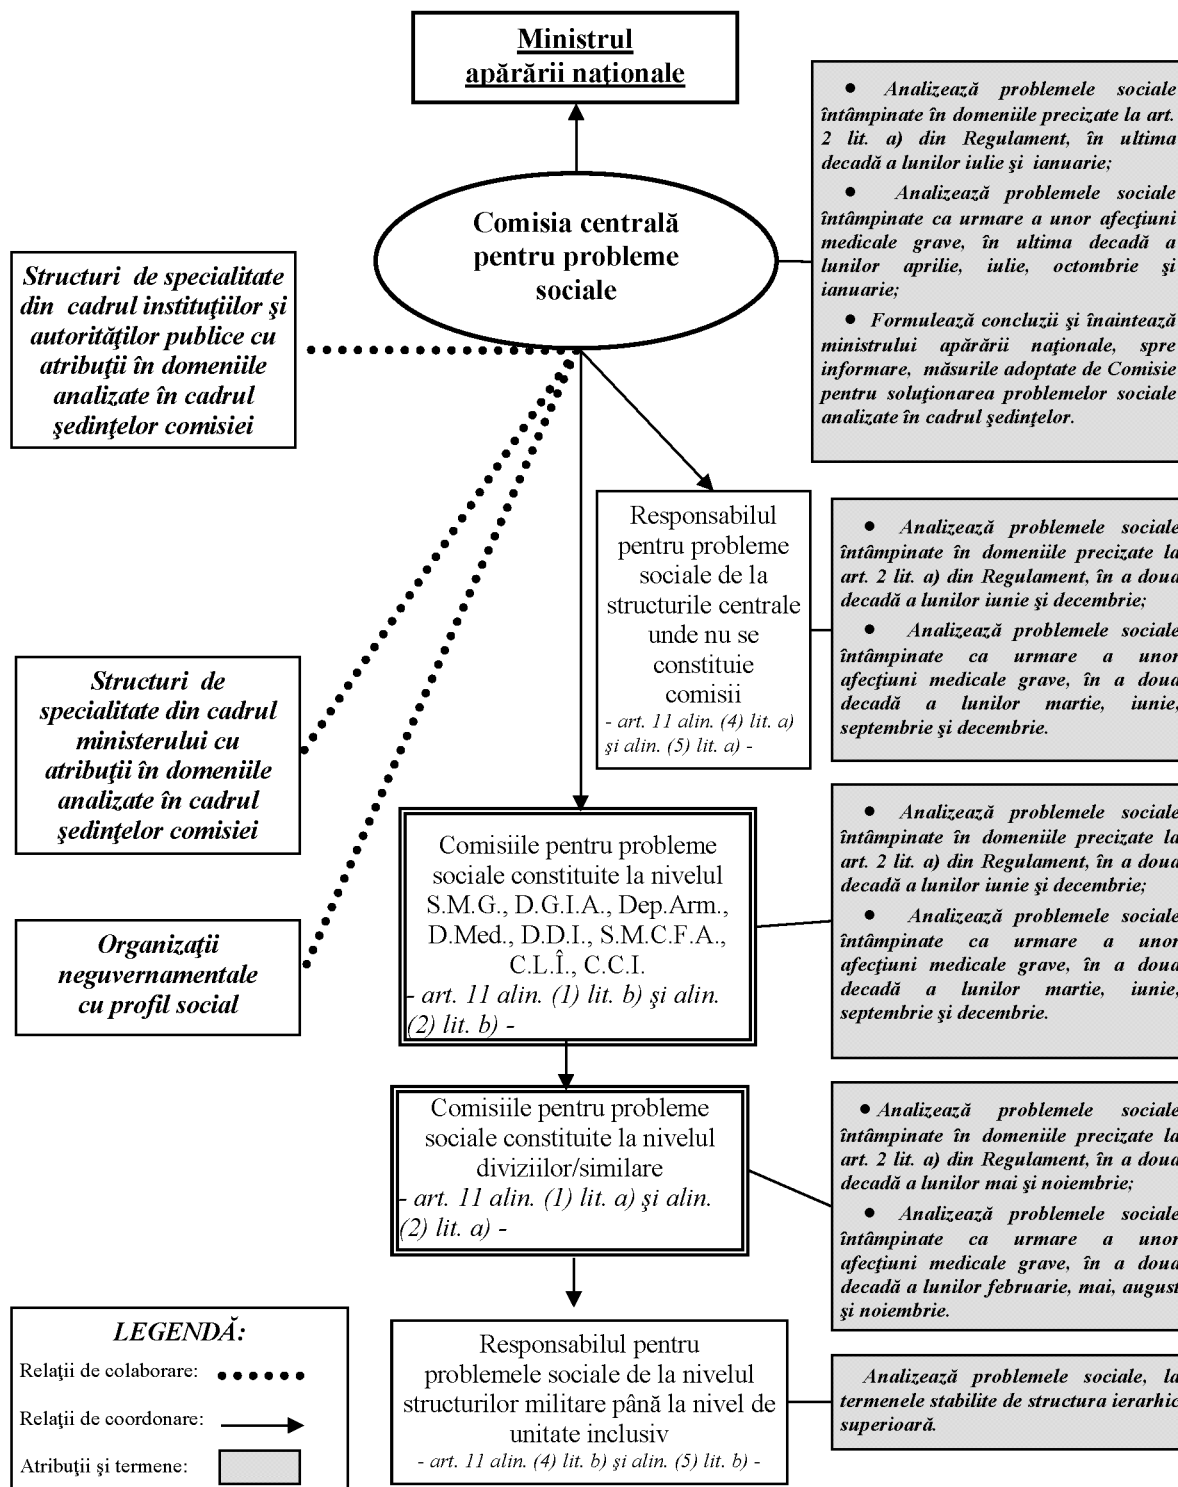 Ministrul
apărării naţionale
● Analizează problemele sociale
întâmpinate în domeniile precizate la art.
2 lit. a) din Regulament, în ultima
decadă a lunilor iulie şi ianuarie;
● Analizează problemele sociale
întâmpinate ca urmare a unor afecţiuni
medicale grave, în ultima decadă a
lunilor aprilie, iulie, octombrie şi
ianuarie;
● Formulează concluzii şi înaintează
ministrului apărării naţionale, spre
informare, măsurile adoptate de Comisie
pentru soluţionarea problemelor sociale
analizate în cadrul şedinţelor.
Comisia centrală
pentru probleme
sociale
Structuri de specialitate
din cadrul instituţiilor şi
autorităţilor publice cu
atribuţii în domeniile
analizate în cadrul
şedinţelor comisiei
Responsabilul
pentru probleme
sociale de la
structurile centrale
unde nu se
constituie
comisii
- art. 11 alin. (4) lit. a)
şi alin. (5) lit. a) -
● Analizează problemele sociale
întâmpinate în domeniile precizate la
art. 2 lit. a) din Regulament, în a doua
decadă a lunilor iunie şi decembrie;
● Analizează problemele sociale
întâmpinate ca urmare a unor
afecţiuni medicale grave, în a doua
decadă a lunilor martie, iunie,
septembrie şi decembrie.
Structuri de
specialitate din cadrul
ministerului cu
atribuţii în domeniile
analizate în cadrul
şedinţelor comisiei
Comisiile pentru probleme
sociale constituite la nivelul
S.M.G., D.G.I.A., Dep.Arm.,
D.Med., D.D.I., S.M.C.F.A.,
C.L.Î., C.C.I.
- art. 11 alin. (1) lit. b) şi alin.
(2) lit. b) -
● Analizează problemele sociale
întâmpinate în domeniile precizate la
art. 2 lit. a) din Regulament, în a doua
decadă a lunilor iunie şi decembrie;
● Analizează problemele sociale
întâmpinate ca urmare a unor
afecţiuni medicale grave, în a doua
decadă a lunilor martie, iunie,
septembrie şi decembrie.
Organizaţii
neguvernamentale
cu profil social
Comisiile pentru probleme
sociale constituite la nivelul
diviziilor/similare
- art. 11 alin. (1) lit. a) şi alin.
(2) lit. a) -
● Analizează problemele sociale
întâmpinate în domeniile precizate la
art. 2 lit. a) din Regulament, în a doua
decadă a lunilor mai şi noiembrie;
● Analizează problemele sociale
întâmpinate ca urmare a unor
afecţiuni medicale grave, în a doua
decadă a lunilor februarie, mai, august
şi noiembrie.
Responsabilul pentru
problemele sociale de la nivelul
structurilor militare până la nivel de
unitate inclusiv
- art. 11 alin. (4) lit. b) şi alin. (5) lit. b) -
Analizează problemele sociale, la
termenele stabilite de structura ierarhic
superioară.
LEGENDĂ:
Relaţii de colaborare:
Relaţii de coordonare:
Atribuţii şi termene: